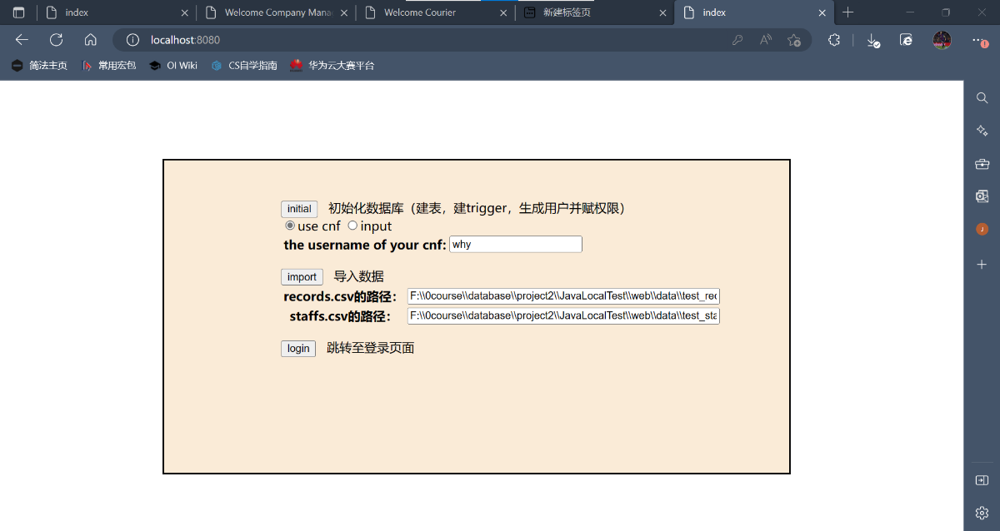 index
Welcome Company Mana
Welcome Courier
新建标签页
index
localhost:8080
简法主页
常用宏包
OI Wiki
CS自学指南
华为云大赛平台
initial 初始化数据库（建表，建trigger，生成用户并赋权限）
use cnf input
the username of your cnf: why
import 导入数据
records.csv的路径： F:\\0course\\database\\project2\\JavaLocalTest\\web\\data\\test_rec
staffs.csv的路径： F:\\0course\\database\\project2\\JavaLocalTest\\web\\data\\test_sta
login 跳转至登录页面
J